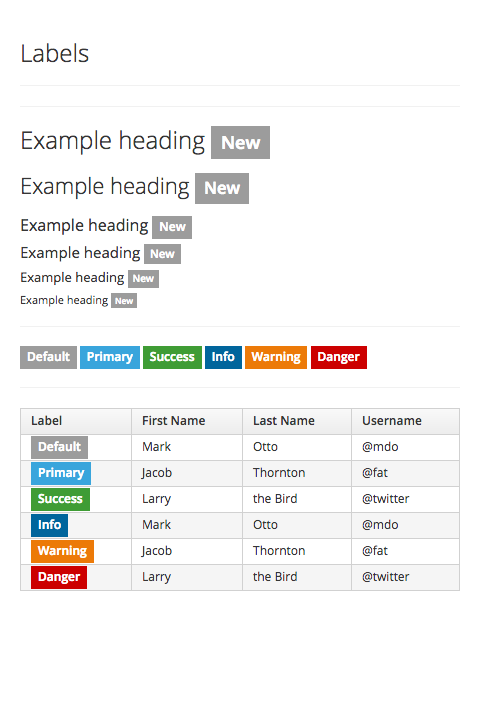 Labels
Example heading New
Example heading New
Example heading New
Example heading New
Example heading New
Example heading New
Default Primary Success Info Warning Danger
Label First Name Last Name Username
Default Mark Otto @mdo
Primary Jacob Thornton @fat
Success Larry the Bird @twitter
Info Mark Otto @mdo
Warning Jacob Thornton @fat
Danger Larry the Bird @twitter